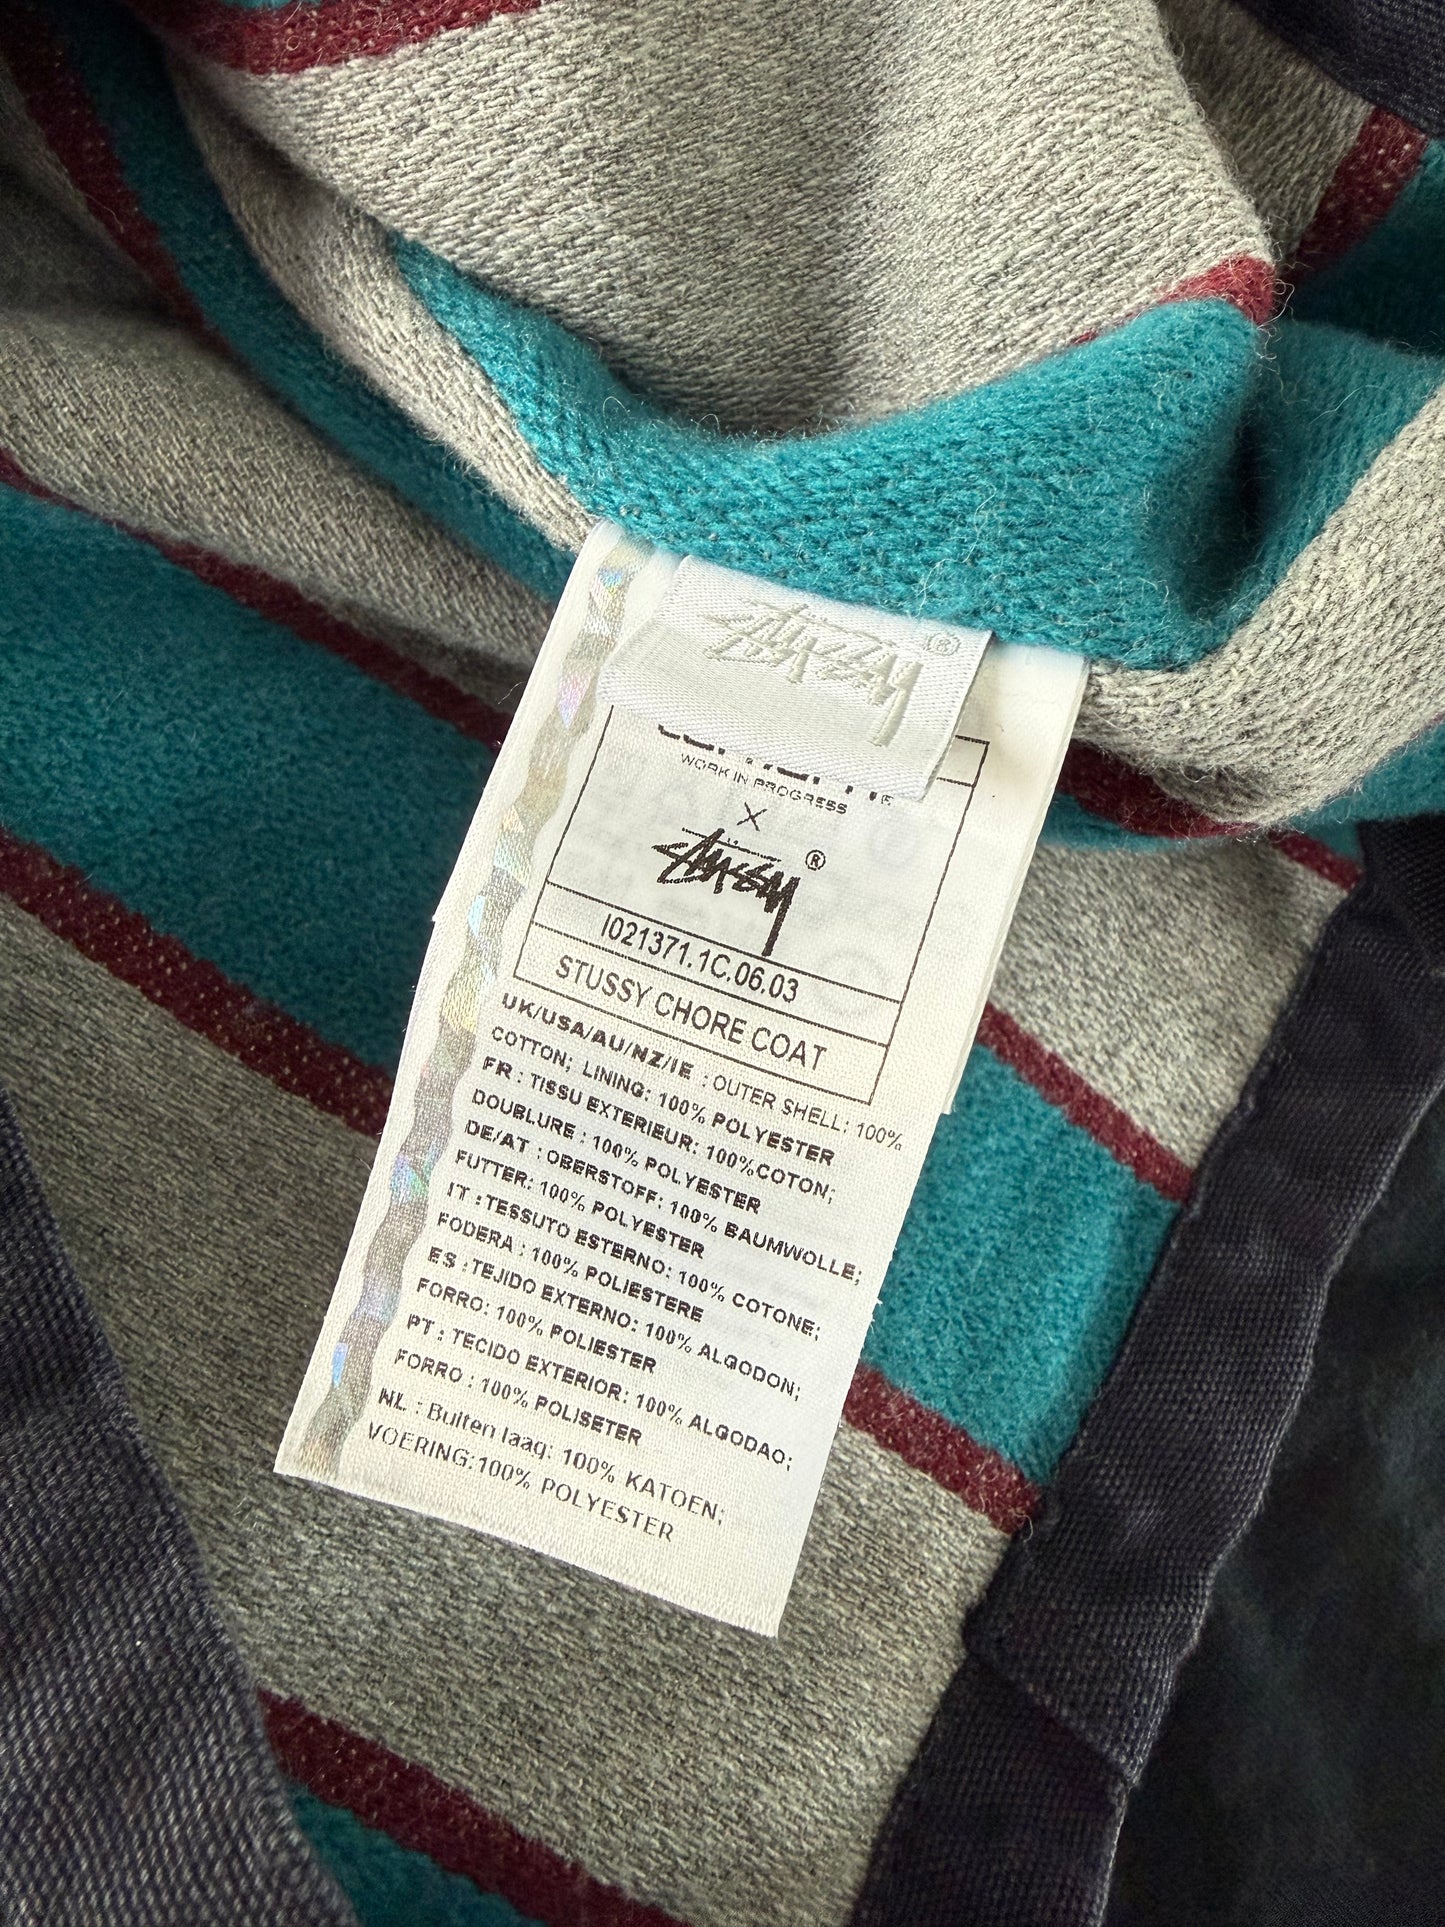 STÜSSY®
WORK IN PROGRESS
X
STÜSSY®
I021371.1C.06.03
STUSSY CHORE COAT
UK/USA/AU/NZ/IE : OUTER SHELL: 100%
COTTON; LINING: 100% POLYESTER
FR : TISSU EXTERIEUR: 100%COTON;
DOUBLURE : 100% POLYESTER
DE/AT : OBERSTOFF: 100% BAUMWOLLE;
FUTTER: 100% POLYESTER
IT : TESSUTO ESTERNO: 100% COTONE;
FODERA : 100% POLIESTERE
ES : TEJIDO EXTERNO: 100% ALGODON;
FORRO: 100% POLIESTER
PT : TECIDO EXTERIOR: 100% ALGODAO;
FORRO : 100% POLISETER
NL : Buiten laag: 100% KATOEN;
VOERING:100% POLYESTER